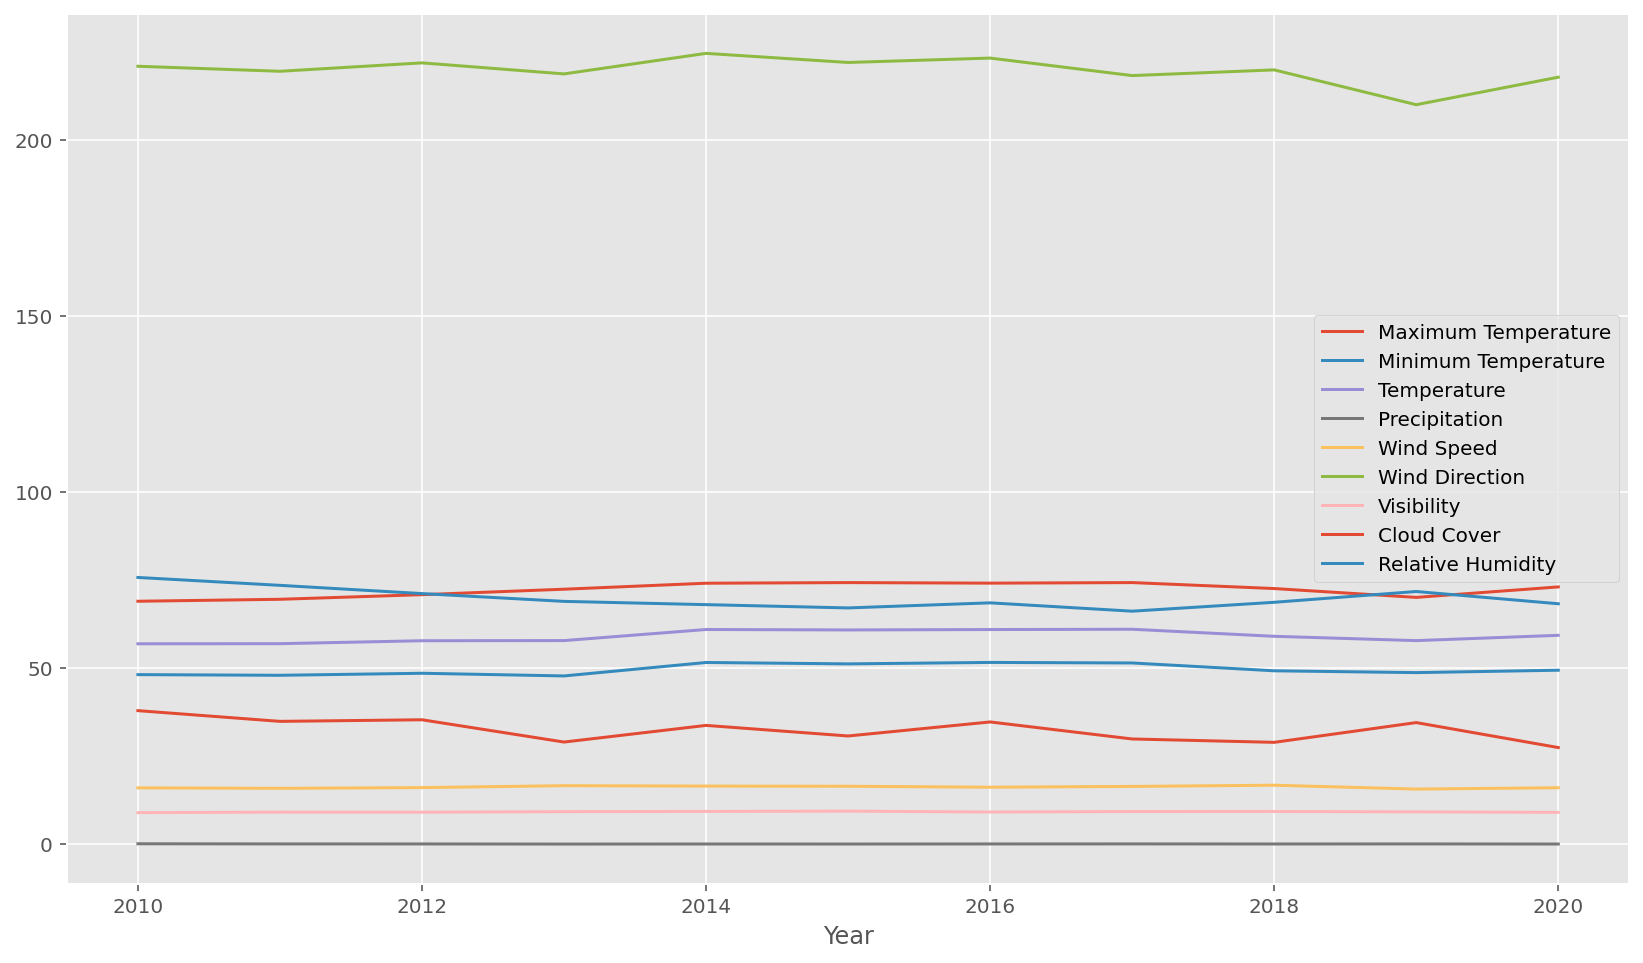 200
150
100
50
0
Maximum Temperature
Minimum Temperature
Temperature
Precipitation
Wind Speed
Wind Direction
Visibility
Cloud Cover
Relative Humidity
2010 2012 2014 2016 2018 2020
Year